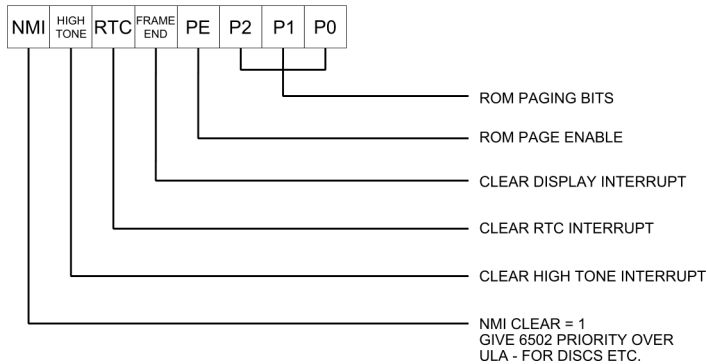 NMI HIGH TONE RTC FRAME END PE P2 P1 P0
ROM PAGING BITS
ROM PAGE ENABLE
CLEAR DISPLAY INTERRUPT
CLEAR RTC INTERRUPT
CLEAR HIGH TONE INTERRUPT
NMI CLEAR = 1
GIVE 6502 PRIORITY OVER
ULA - FOR DISCS ETC.